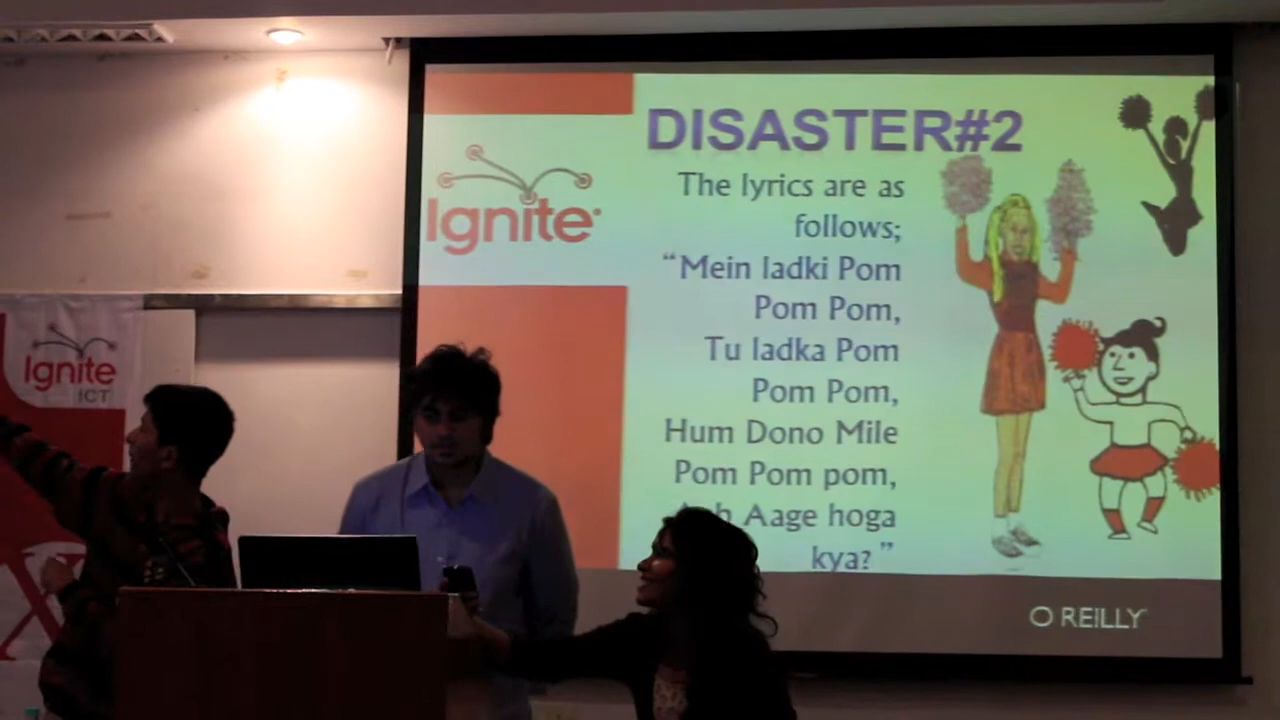 DISASTER#2
The lyrics are as
follows;
“Mein ladki Pom
Pom Pom,
Tu ladka Pom
Pom Pom,
Hum Dono Mile
Pom Pom pom,
Aage hoga
kya?”
Ignite
Ignite
ICT
O REILLY